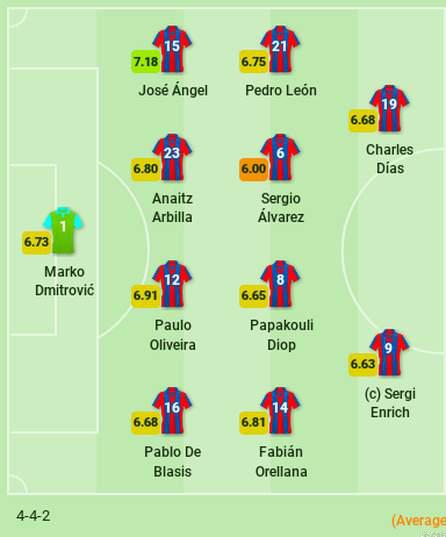 15
7.18
José Ángel
21
6.75
Pedro León
19
6.68
Charles
Días
23
6.80
Anaitz
Arbilla
6
6.00
Sergio
Álvarez
1
6.73
Marko
Dmitrović
12
6.91
Paulo
Oliveira
8
6.65
Papakouli
Diop
9
6.63
(c) Sergi
Enrich
16
6.68
Pablo De
Blasis
14
6.81
Fabián
Orellana
4-4-2
(Average